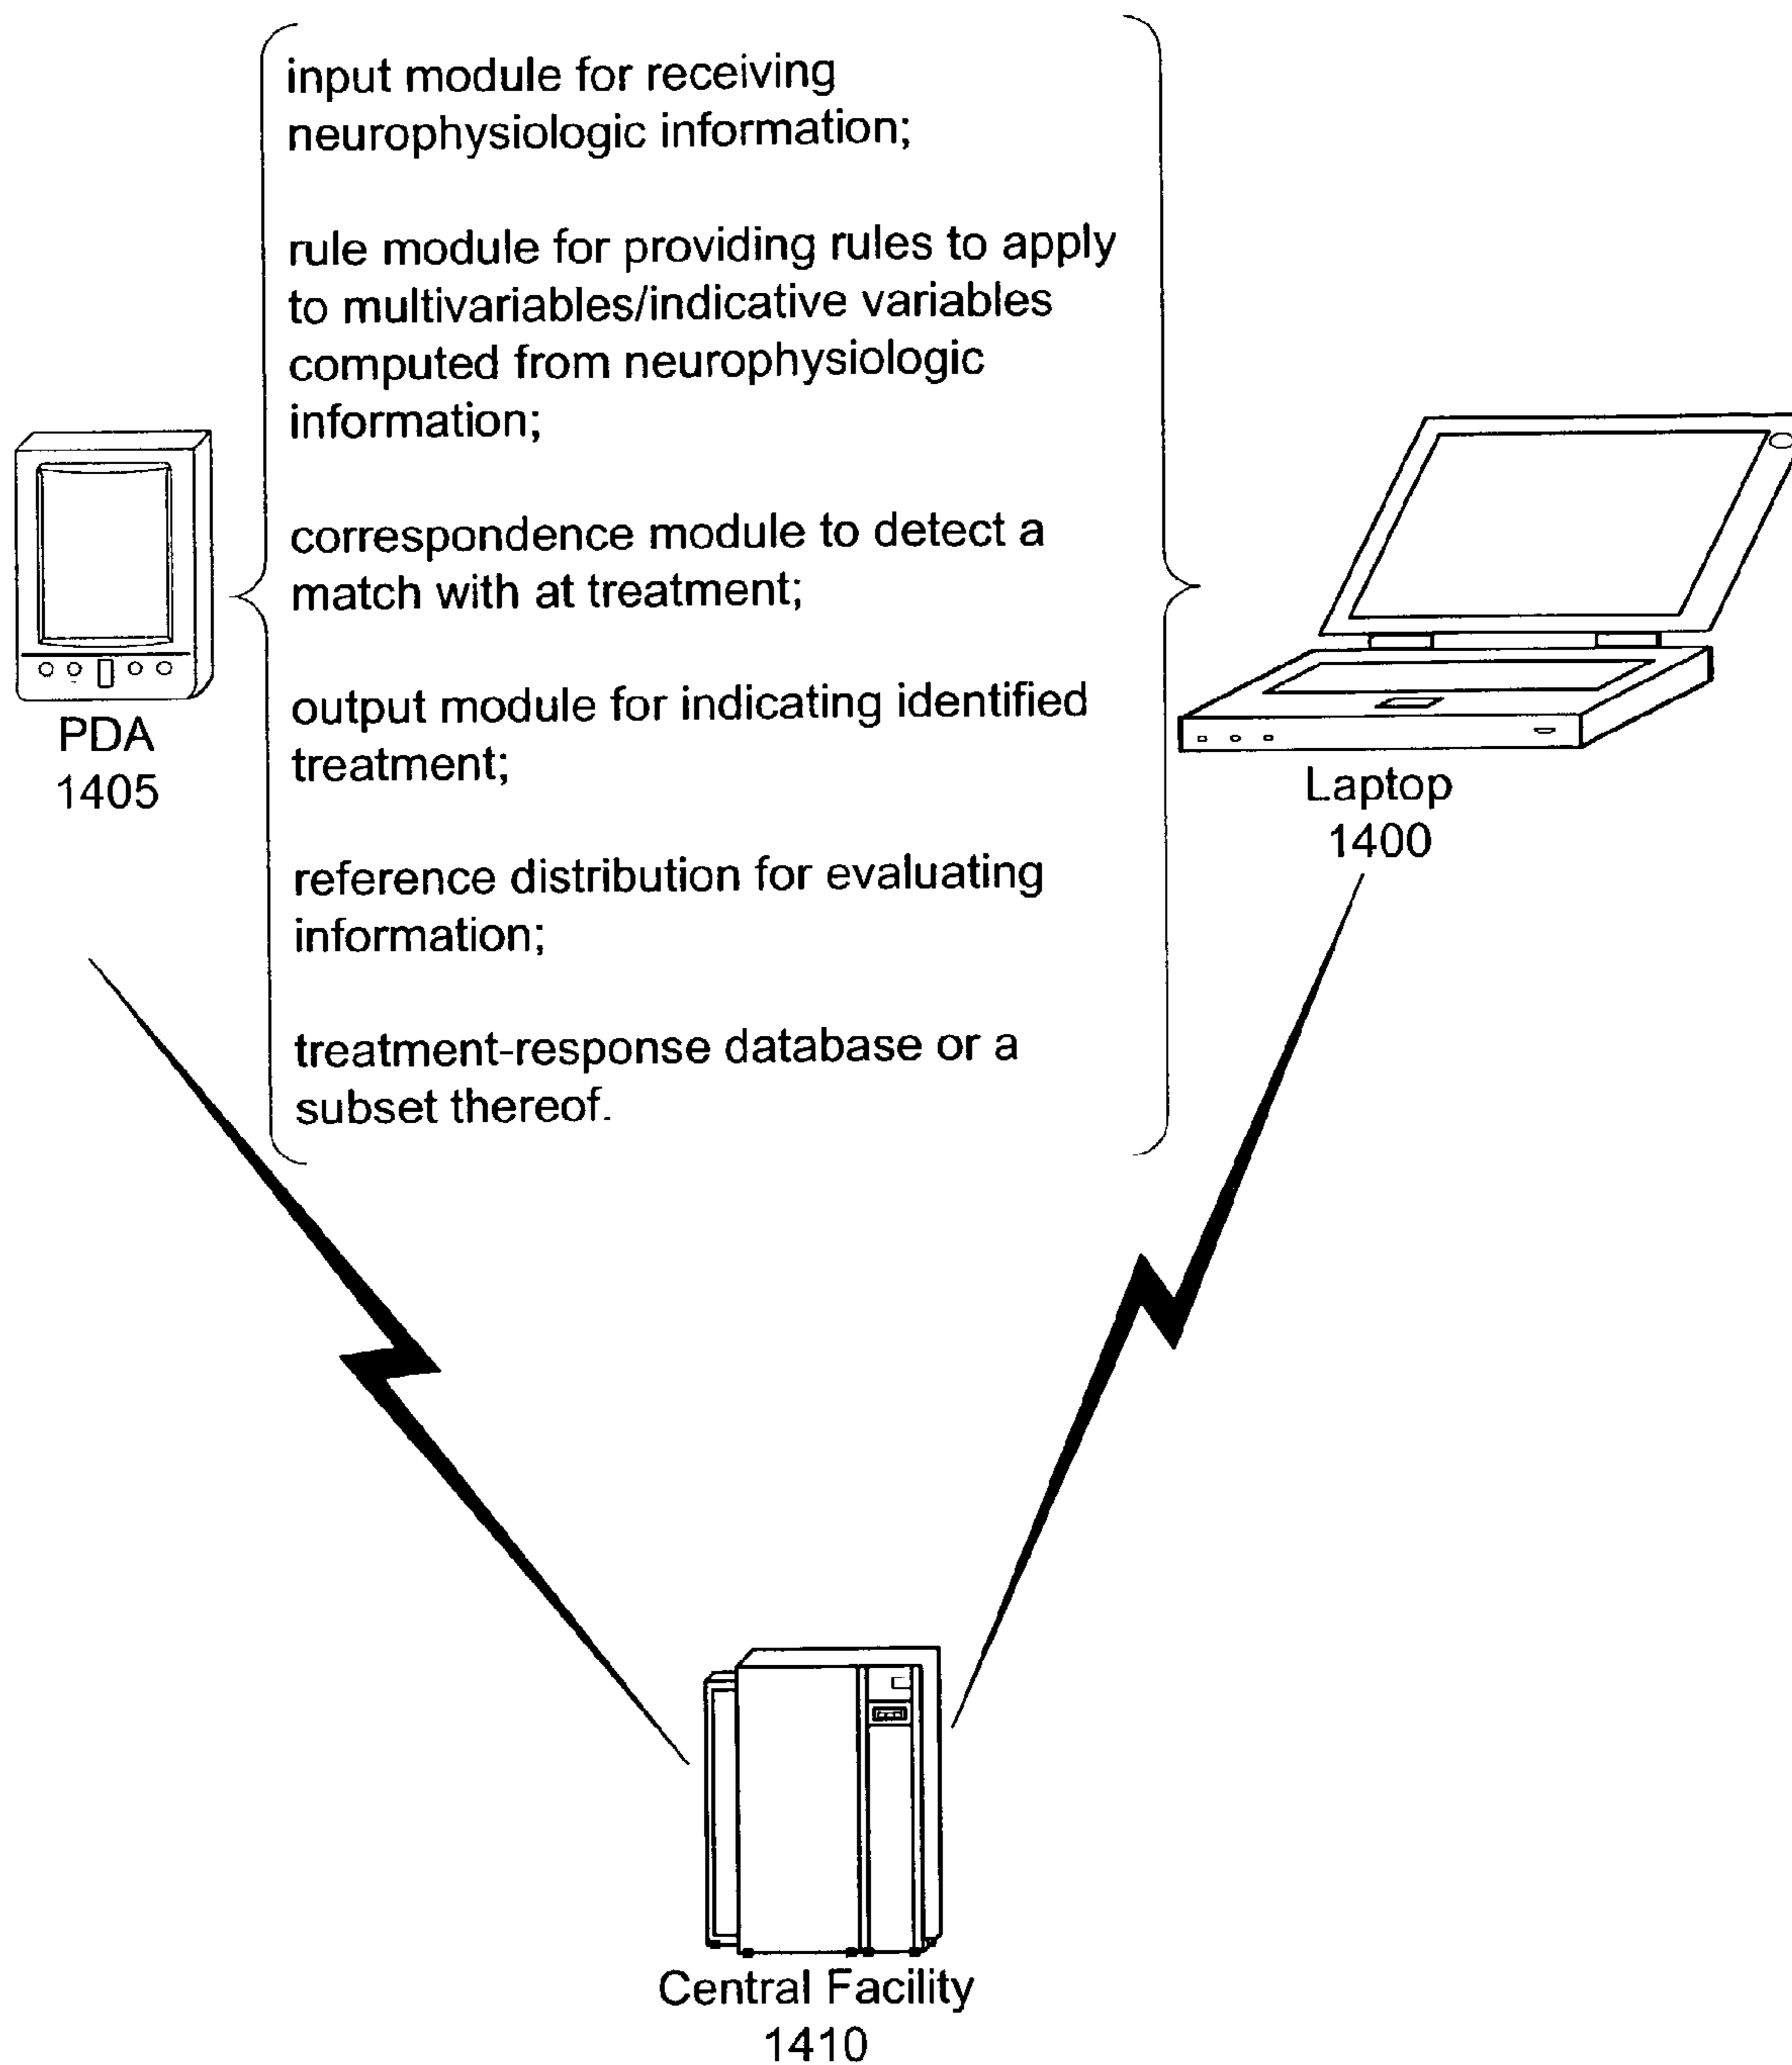 input module for receiving
neurophysiologic information;
rule module for providing rules to apply
to multivariables/indicative variables
computed from neurophysiologic
information;
correspondence module to detect a
match with at treatment;
output module for indicating identified
treatment;
reference distribution for evaluating
information;
treatment-response database or a
subset thereof.
PDA
1405
Laptop
1400
Central Facility
1410